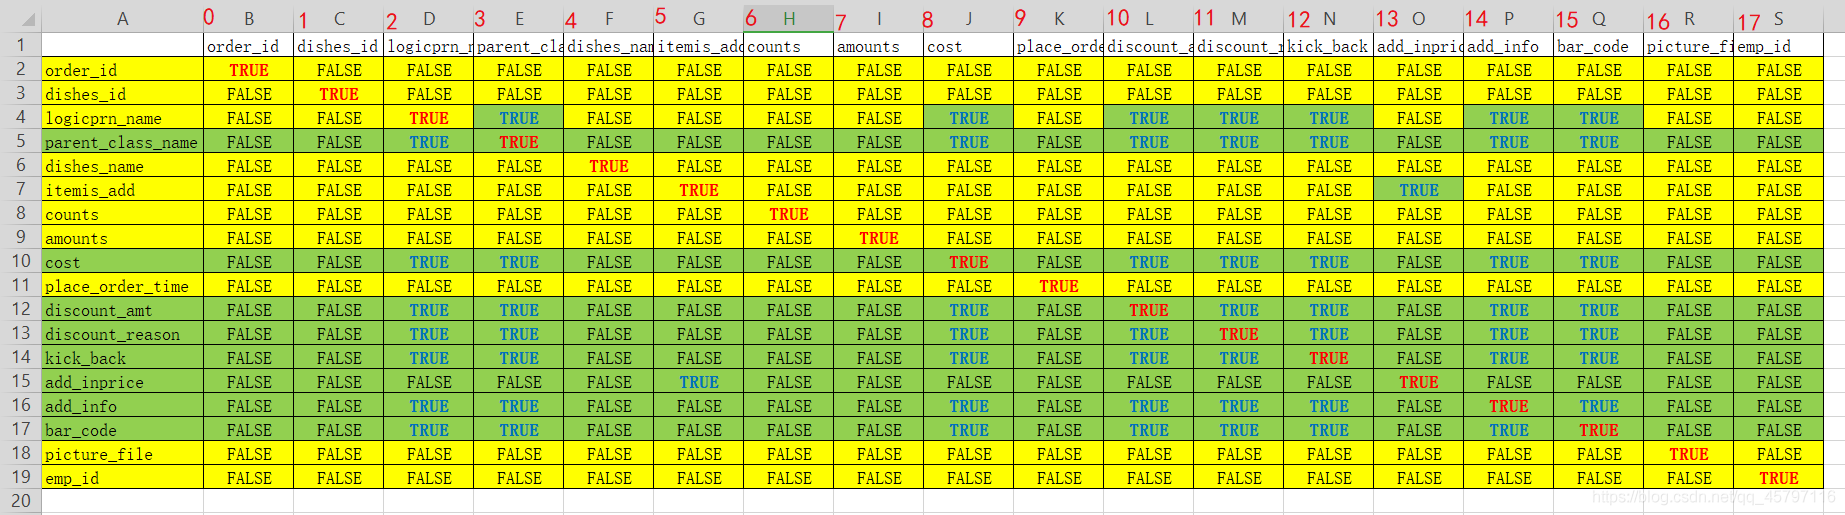 A 0 B 1 C 2 D 3 E 4 F 5 G 6 H 7 I 8 J 9 K 10 L 11 M 12 N 13 O 14 P 15 Q 16 R 17 S
1 order_id dishes_id logicprn_n parent_cla dishes_nam itemis_add counts amounts cost place_orde discount_a discount_r kick_back add_inpric add_info bar_code picture_fi emp_id
2 order_id TRUE FALSE FALSE FALSE FALSE FALSE FALSE FALSE FALSE FALSE FALSE FALSE FALSE FALSE FALSE FALSE FALSE FALSE
3 dishes_id FALSE TRUE FALSE FALSE FALSE FALSE FALSE FALSE FALSE FALSE FALSE FALSE FALSE FALSE FALSE FALSE FALSE FALSE
4 logicprn_name FALSE FALSE TRUE TRUE FALSE FALSE FALSE FALSE TRUE FALSE TRUE TRUE TRUE FALSE TRUE TRUE FALSE FALSE
5 parent_class_name FALSE FALSE TRUE TRUE FALSE FALSE FALSE FALSE TRUE FALSE TRUE TRUE TRUE FALSE TRUE TRUE FALSE FALSE
6 dishes_name FALSE FALSE FALSE FALSE TRUE FALSE FALSE FALSE FALSE FALSE FALSE FALSE FALSE FALSE FALSE FALSE FALSE FALSE
7 itemis_add FALSE FALSE FALSE FALSE FALSE TRUE FALSE FALSE FALSE FALSE FALSE FALSE FALSE TRUE FALSE FALSE FALSE FALSE
8 counts FALSE FALSE FALSE FALSE FALSE FALSE TRUE FALSE FALSE FALSE FALSE FALSE FALSE FALSE FALSE FALSE FALSE FALSE
9 amounts FALSE FALSE FALSE FALSE FALSE FALSE FALSE TRUE FALSE FALSE FALSE FALSE FALSE FALSE FALSE FALSE FALSE FALSE
10 cost FALSE FALSE TRUE TRUE FALSE FALSE FALSE FALSE TRUE FALSE TRUE TRUE TRUE FALSE TRUE TRUE FALSE FALSE
11 place_order_time FALSE FALSE FALSE FALSE FALSE FALSE FALSE FALSE FALSE TRUE FALSE FALSE FALSE FALSE FALSE FALSE FALSE FALSE
12 discount_amt FALSE FALSE TRUE TRUE FALSE FALSE FALSE FALSE TRUE FALSE TRUE TRUE TRUE FALSE TRUE TRUE FALSE FALSE
13 discount_reason FALSE FALSE TRUE TRUE FALSE FALSE FALSE FALSE TRUE FALSE TRUE TRUE TRUE FALSE TRUE TRUE FALSE FALSE
14 kick_back FALSE FALSE TRUE TRUE FALSE FALSE FALSE FALSE TRUE FALSE TRUE TRUE TRUE FALSE TRUE TRUE FALSE FALSE
15 add_inprice FALSE FALSE FALSE FALSE FALSE TRUE FALSE FALSE FALSE FALSE FALSE FALSE FALSE TRUE FALSE FALSE FALSE FALSE
16 add_info FALSE FALSE TRUE TRUE FALSE FALSE FALSE FALSE TRUE FALSE TRUE TRUE TRUE FALSE TRUE TRUE FALSE FALSE
17 bar_code FALSE FALSE TRUE TRUE FALSE FALSE FALSE FALSE TRUE FALSE TRUE TRUE TRUE FALSE TRUE TRUE FALSE FALSE
18 picture_file FALSE FALSE FALSE FALSE FALSE FALSE FALSE FALSE FALSE FALSE FALSE FALSE FALSE FALSE FALSE FALSE TRUE FALSE
19 emp_id FALSE FALSE FALSE FALSE FALSE FALSE FALSE FALSE FALSE FALSE FALSE FALSE FALSE FALSE FALSE FALSE FALSE TRUE
20
https://blog.csdn.net/qq_45797116